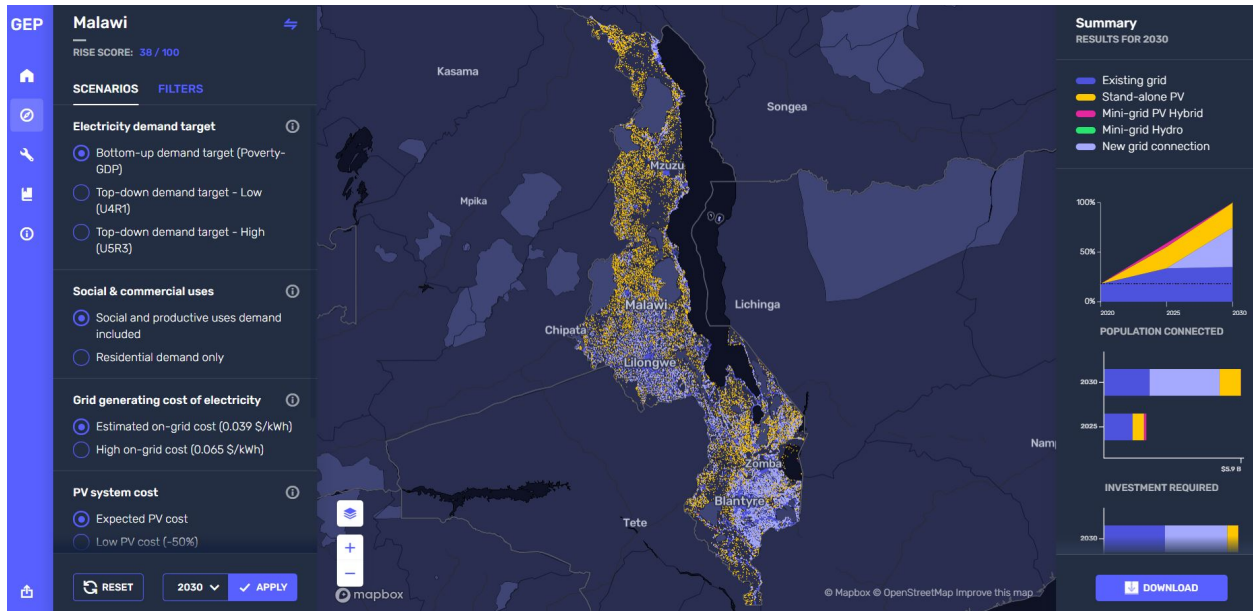 GEP
Malawi
RISE SCORE: 38 / 100
SCENARIOS FILTERS
Electricity demand target
Bottom-up demand target (Poverty-
GDP)
Top-down demand target - Low
(U4R1)
Top-down demand target - High
(U5R3)
Social & commercial uses
Social and productive uses demand
included
Residential demand only
Grid generating cost of electricity
Estimated on-grid cost (0.039 $/kWh)
High on-grid cost (0.065 $/kWh)
PV system cost
Expected PV cost
Low PV cost (-50%)
RESET 2030 APPLY
Kasama
Songea
Mzuzu
Mpika
Malawi
Lichinga
Chipata
Lilongwe
Nam
Zomba
Blantyre
Tete
mapbox
© Mapbox © OpenStreetMap Improve this map
Summary
RESULTS FOR 2030
Existing grid
Stand-alone PV
Mini-grid PV Hybrid
Mini-grid Hydro
New grid connection
100%
50%
0%
2020 2025 2030
POPULATION CONNECTED
2030
2025
$5.9 B
INVESTMENT REQUIRED
2030
DOWNLOAD